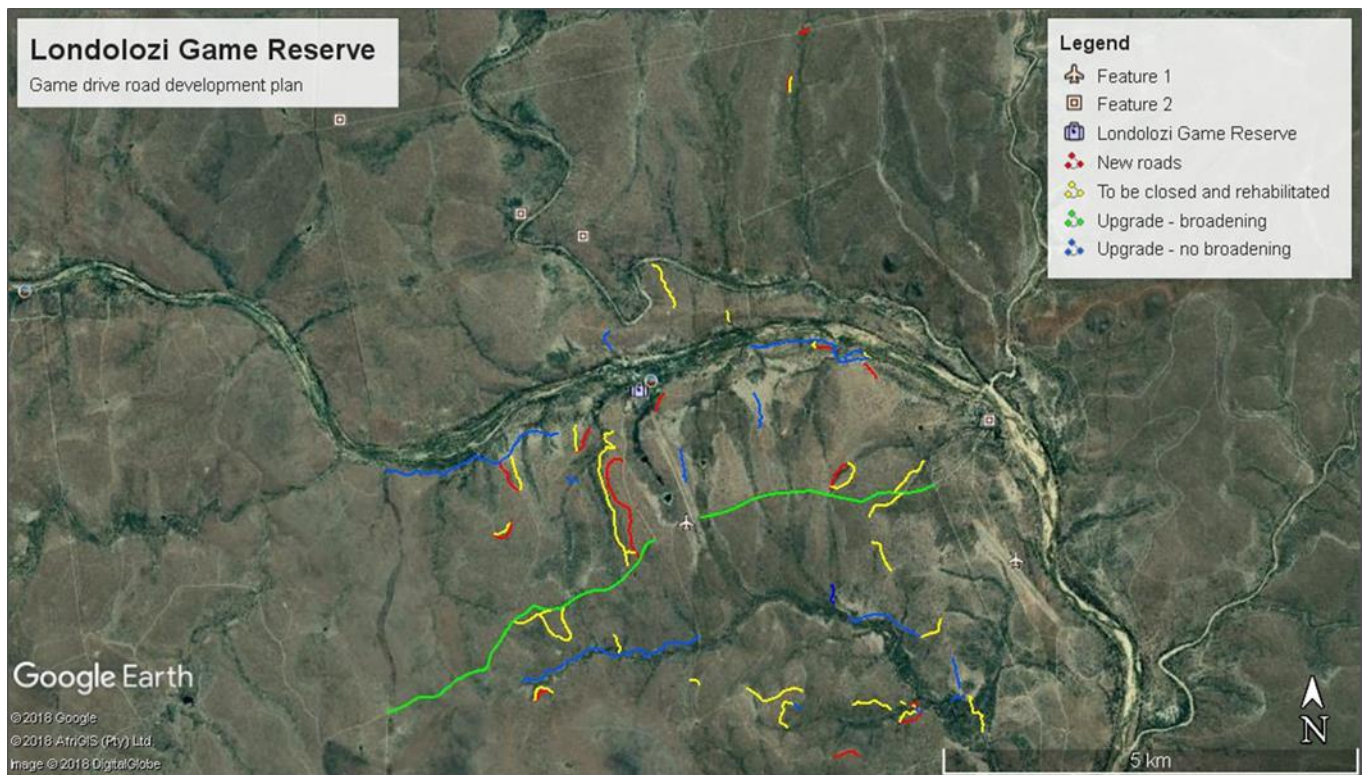 Londolozi Game Reserve
Game drive road development plan
Legend
Feature 1
Feature 2
Londolozi Game Reserve
New roads
To be closed and rehabilitated
Upgrade - broadening
Upgrade - no broadening
Google Earth
© 2018 Google
© 2018 AfriGIS (Pty) Ltd
Image © 2018 DigitalGlobe
N
5 km